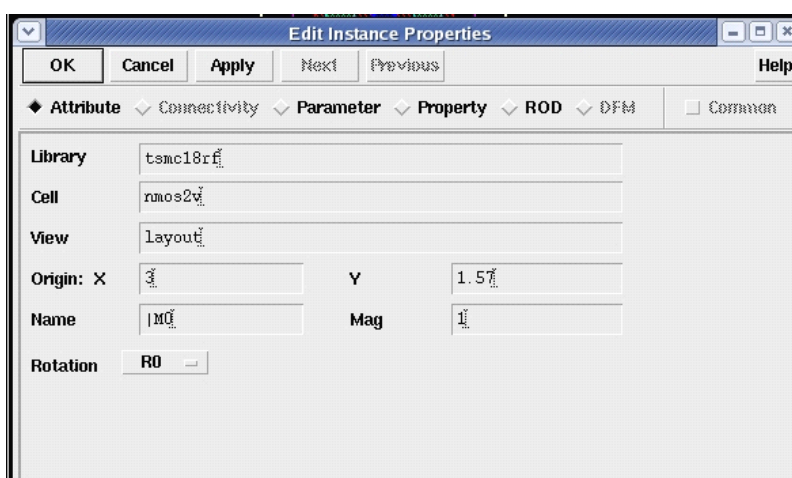 Edit Instance Properties
OK Cancel Apply Next Previous Help
Attribute Connectivity Parameter Property ROD DFM Common
Library tsmc18rf
Cell nmos2v
View layout
Origin: X 3 Y 1.57
Name |M0 Mag 1
Rotation R0